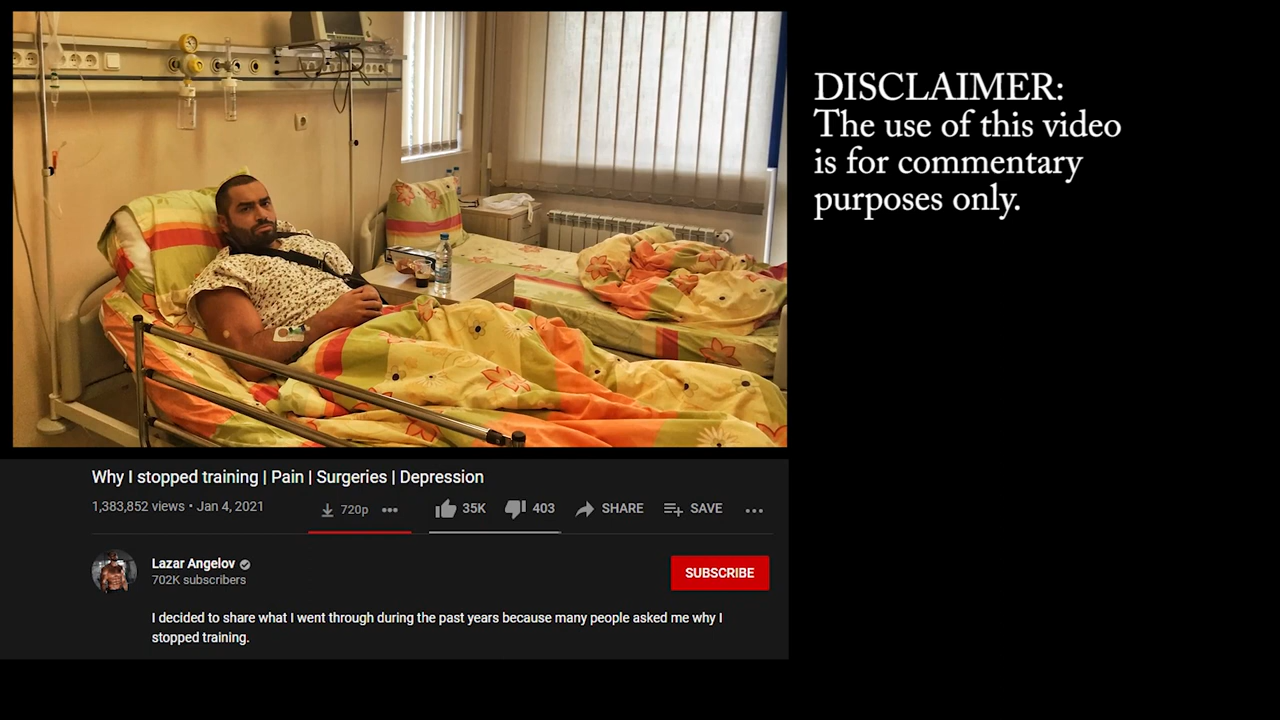 DISCLAIMER:
The use of this video
is for commentary
purposes only.
Why I stopped training | Pain | Surgeries | Depression
1,383,852 views • Jan 4, 2021
720p
35K
403
SHARE
SAVE
Lazar Angelov
702K subscribers
SUBSCRIBE
I decided to share what I went through during the past years because many people asked me why I
stopped training.